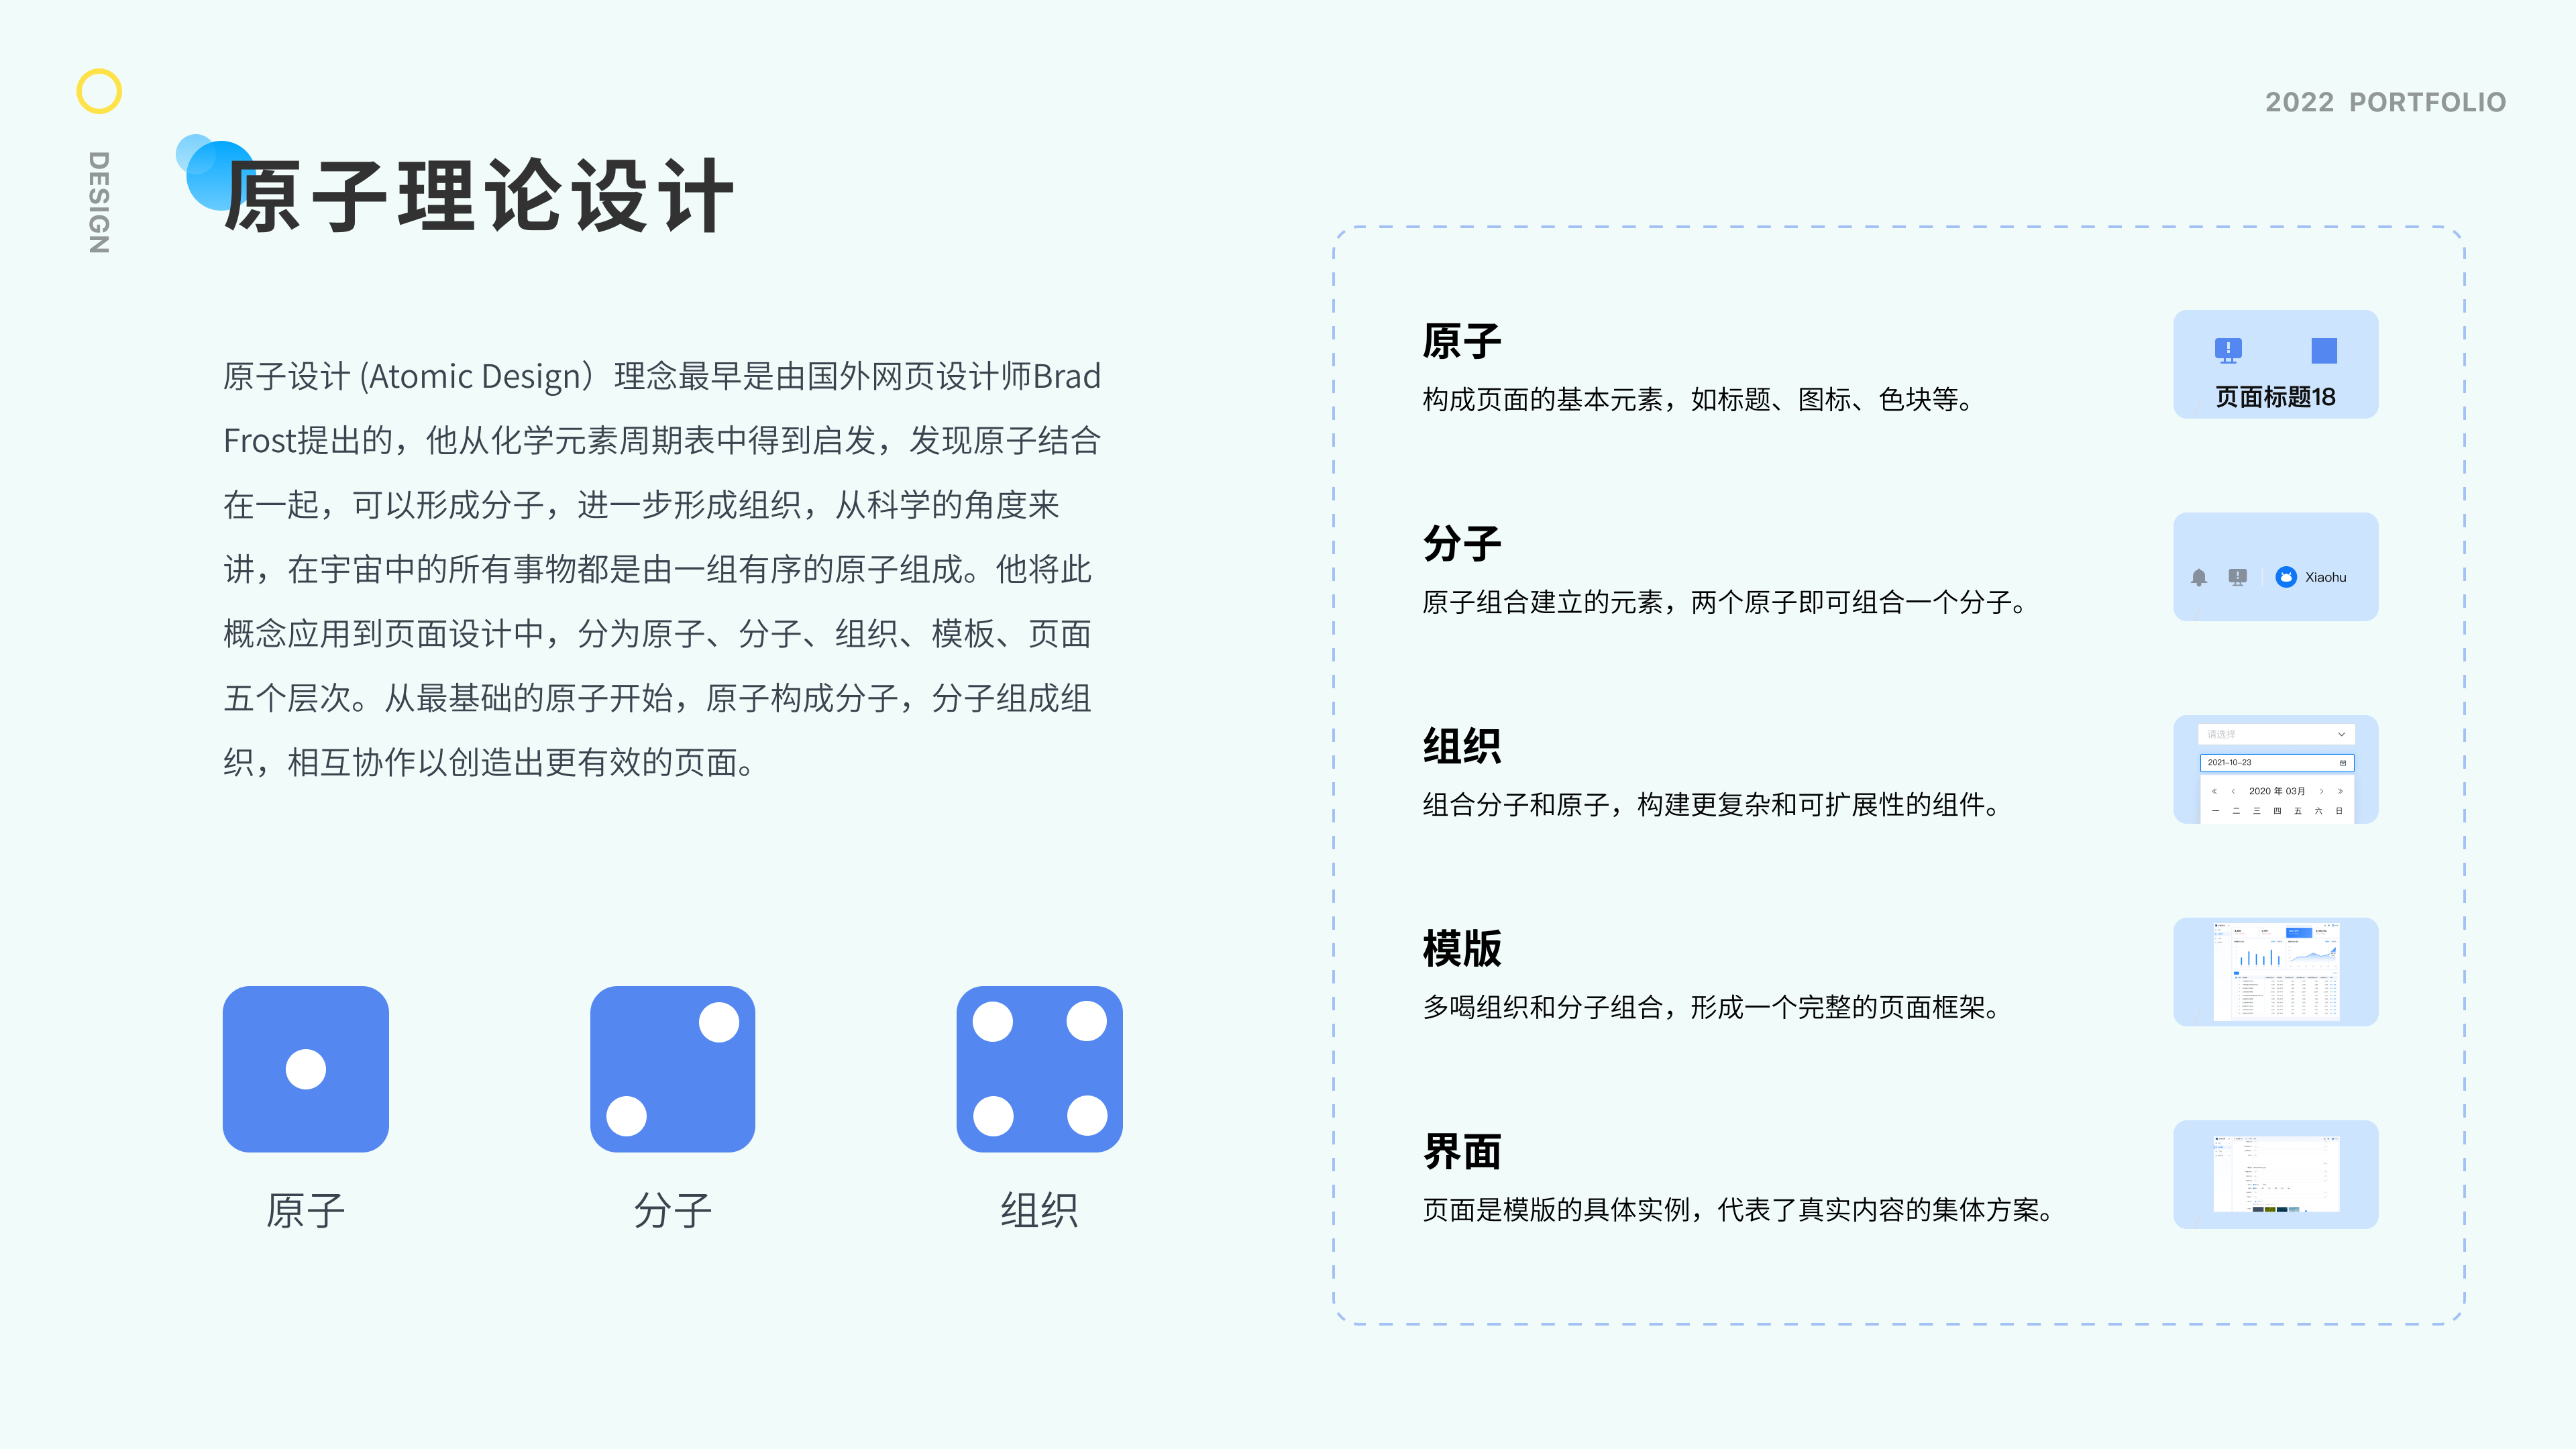 2022 PORTFOLIO
DESIGN
原子理论设计
原子设计 (Atomic Design）理念最早是由国外网页设计师Brad
Frost提出的，他从化学元素周期表中得到启发，发现原子结合
在一起，可以形成分子，进一步形成组织，从科学的角度来
讲，在宇宙中的所有事物都是由一组有序的原子组成。他将此
概念应用到页面设计中，分为原子、分子、组织、模板、页面
五个层次。从最基础的原子开始，原子构成分子，分子组成组
织，相互协作以创造出更有效的页面。
原子
分子
组织
原子
构成页面的基本元素，如标题、图标、色块等。
页面标题18
分子
原子组合建立的元素，两个原子即可组合一个分子。
Xiaohu
组织
组合分子和原子，构建更复杂和可扩展性的组件。
请选择
2021-10-23
« ‹ 2020 年 03月 › »
一 二 三 四 五 六 日
模版
多喝组织和分子组合，形成一个完整的页面框架。
界面
页面是模版的具体实例，代表了真实内容的集体方案。